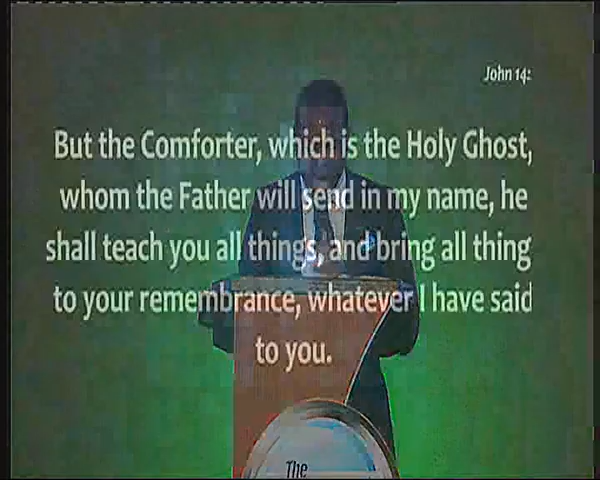 John 14:
But the Comforter, which is the Holy Ghost,
whom the Father will send in my name, he
shall teach you all things, and bring all thing
to your remembrance, whatever I have said
to you.
The